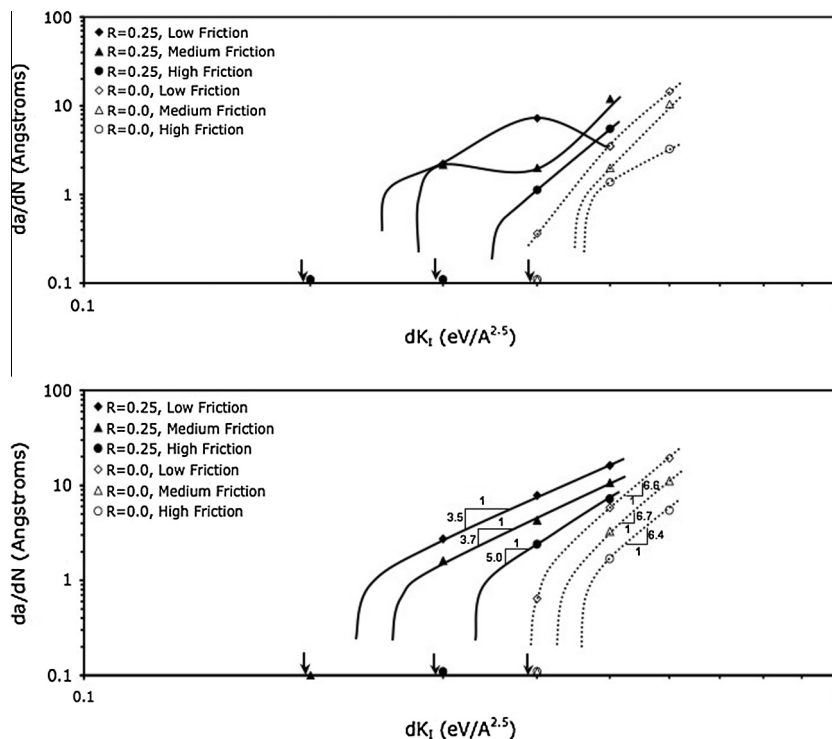 100
10
1
0.1
0.1
da/dN (Angstroms)
R=0.25, Low Friction
R=0.25, Medium Friction
R=0.25, High Friction
R=0.0, Low Friction
R=0.0, Medium Friction
R=0.0, High Friction
dKI (eV/A2.5)
100
10
1
0.1
0.1
da/dN (Angstroms)
R=0.25, Low Friction
R=0.25, Medium Friction
R=0.25, High Friction
R=0.0, Low Friction
R=0.0, Medium Friction
R=0.0, High Friction
1
3.5
1
3.7
1
5.0
6.6
1
6.7
1
6.4
1
dKI (eV/A2.5)